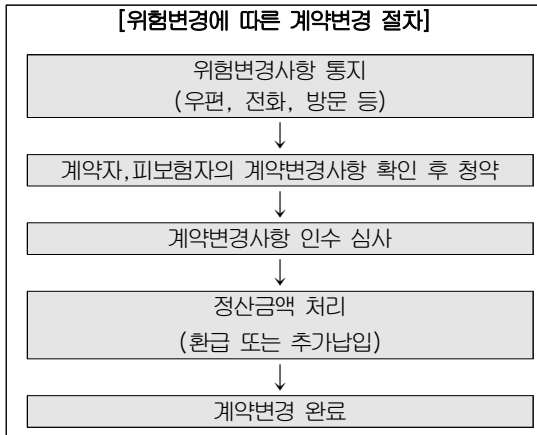 [위험변경에 따른 계약변경 절차]
위험변경사항 통지
(우편, 전화, 방문 등)
↓
계약자,피보험자의 계약변경사항 확인 후 청약
↓
계약변경사항 인수 심사
↓
정산금액 처리
(환급 또는 추가납입)
↓
계약변경 완료